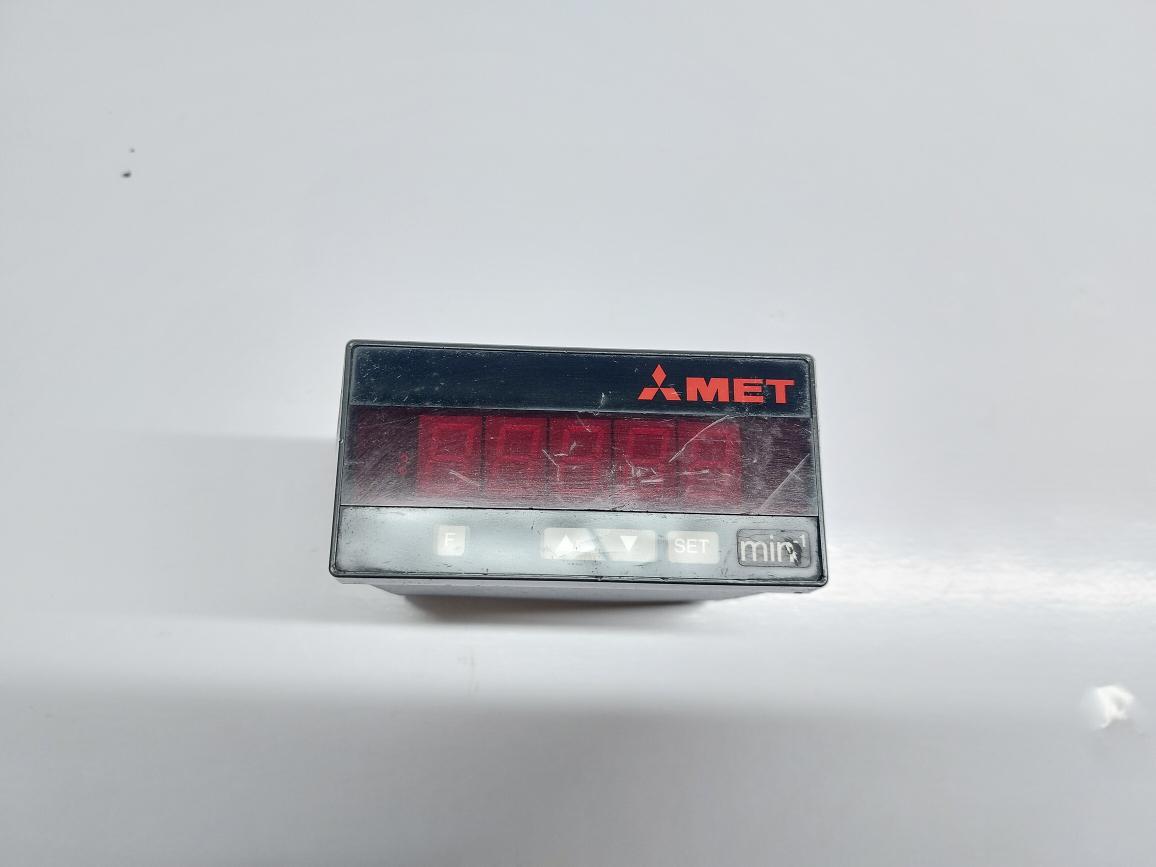 MET
F ▲ ▼ SET min⁻¹